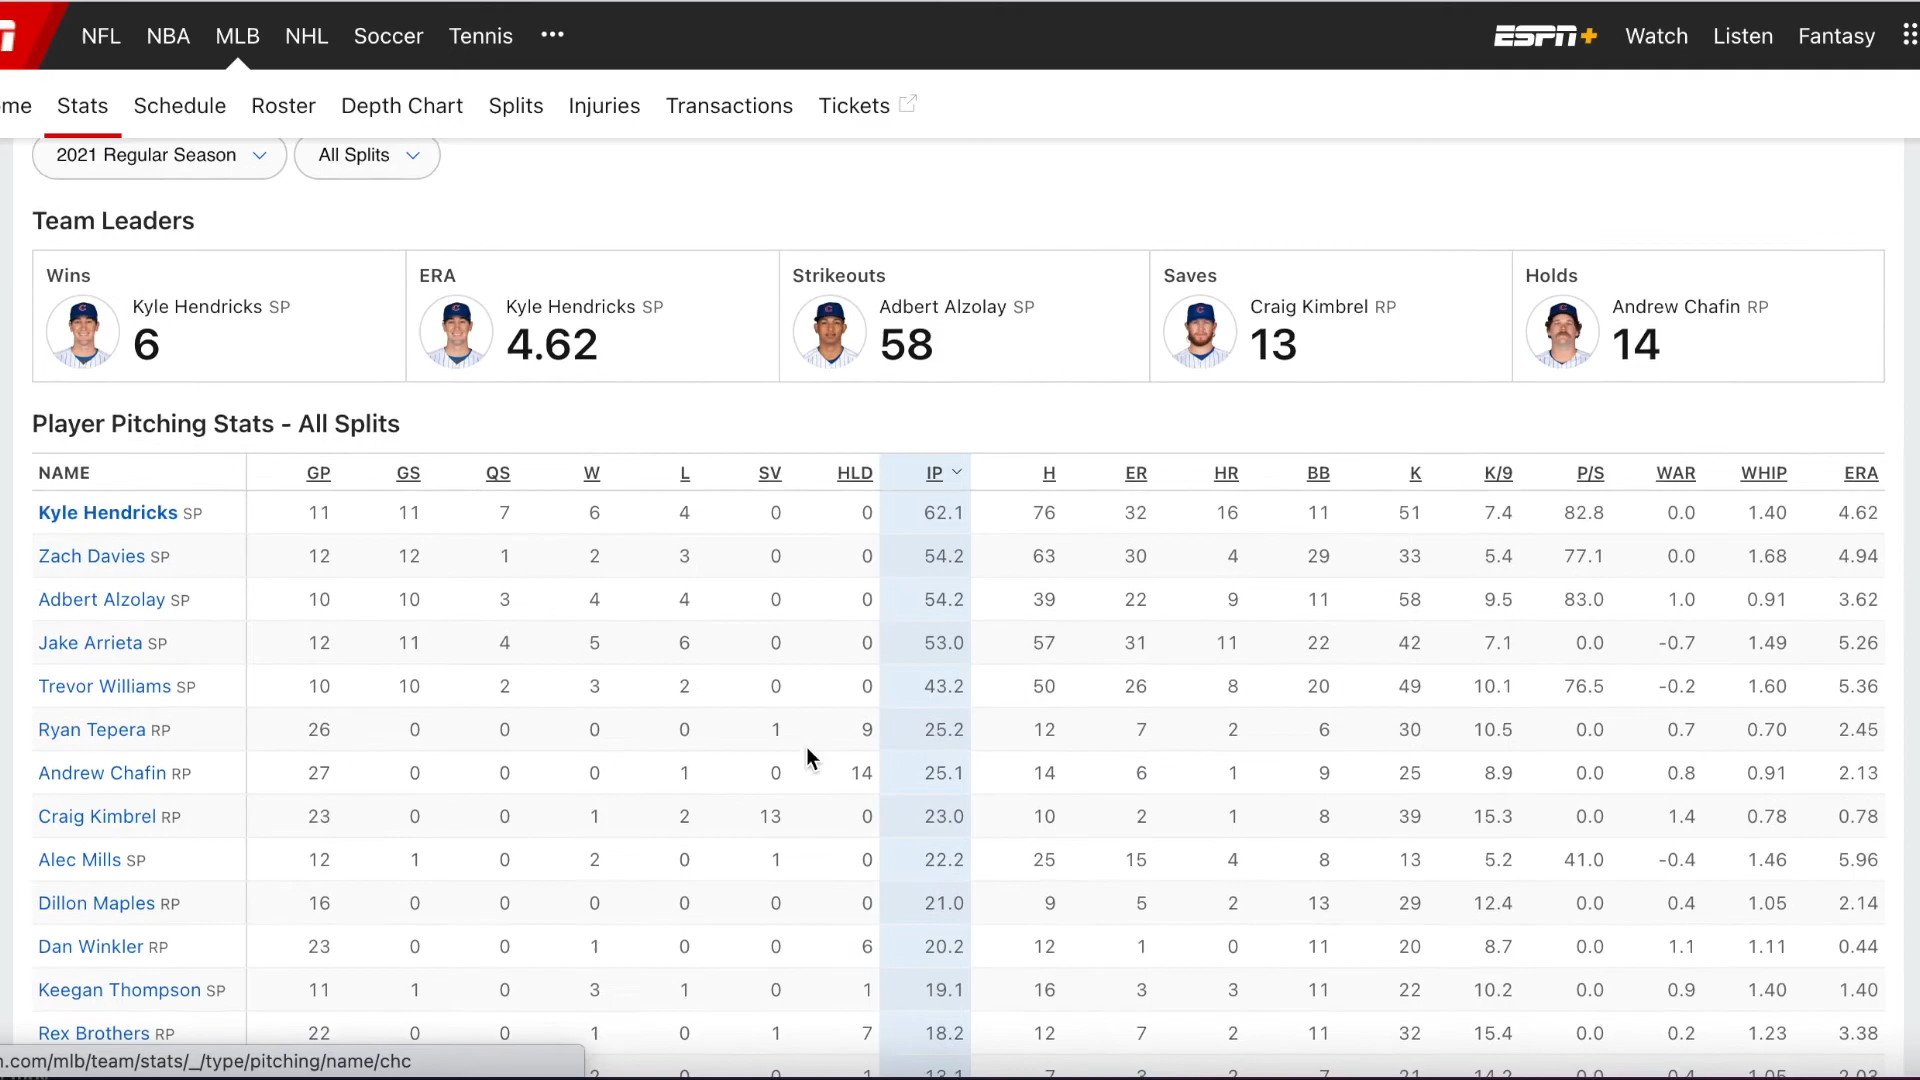 NFL NBA MLB NHL Soccer Tennis ••• ESPN+ Watch Listen Fantasy
me Stats Schedule Roster Depth Chart Splits Injuries Transactions Tickets
2021 Regular Season All Splits
Team Leaders
Wins ERA Strikeouts Saves Holds
Kyle Hendricks SP Kyle Hendricks SP Adbert Alzolay SP Craig Kimbrel RP Andrew Chafin RP
6 4.62 58 13 14
Player Pitching Stats - All Splits
NAME GP GS QS W L SV HLD IP H ER HR BB K K/9 P/S WAR WHIP ERA
Kyle Hendricks SP 11 11 7 6 4 0 0 62.1 76 32 16 11 51 7.4 82.8 0.0 1.40 4.62
Zach Davies SP 12 12 1 2 3 0 0 54.2 63 30 4 29 33 5.4 77.1 0.0 1.68 4.94
Adbert Alzolay SP 10 10 3 4 4 0 0 54.2 39 22 9 11 58 9.5 83.0 1.0 0.91 3.62
Jake Arrieta SP 12 11 4 5 6 0 0 53.0 57 31 11 22 42 7.1 0.0 -0.7 1.49 5.26
Trevor Williams SP 10 10 2 3 2 0 0 43.2 50 26 8 20 49 10.1 76.5 -0.2 1.60 5.36
Ryan Tepera RP 26 0 0 0 0 1 9 25.2 12 7 2 6 30 10.5 0.0 0.7 0.70 2.45
Andrew Chafin RP 27 0 0 0 1 0 14 25.1 14 6 1 9 25 8.9 0.0 0.8 0.91 2.13
Craig Kimbrel RP 23 0 0 1 2 13 0 23.0 10 2 1 8 39 15.3 0.0 1.4 0.78 0.78
Alec Mills SP 12 1 0 2 0 1 0 22.2 25 15 4 8 13 5.2 41.0 -0.4 1.46 5.96
Dillon Maples RP 16 0 0 0 0 0 0 21.0 9 5 2 13 29 12.4 0.0 0.4 1.05 2.14
Dan Winkler RP 23 0 0 1 0 0 6 20.2 12 1 0 11 20 8.7 0.0 1.1 1.11 0.44
Keegan Thompson SP 11 1 0 3 1 0 1 19.1 16 3 3 11 22 10.2 0.0 0.9 1.40 1.40
Rex Brothers RP 22 0 0 1 0 1 7 18.2 12 7 2 11 32 15.4 0.0 0.2 1.23 3.38
n.com/mlb/team/stats/_/type/pitching/name/chc